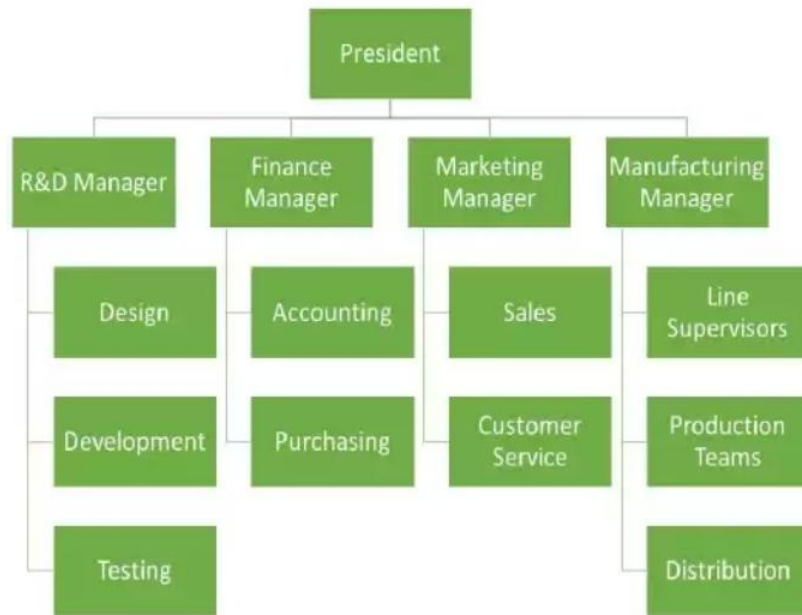 President
R&D Manager
Finance
Manager
Marketing
Manager
Manufacturing
Manager
Design
Accounting
Sales
Line
Supervisors
Development
Purchasing
Customer
Service
Production
Teams
Testing
Distribution